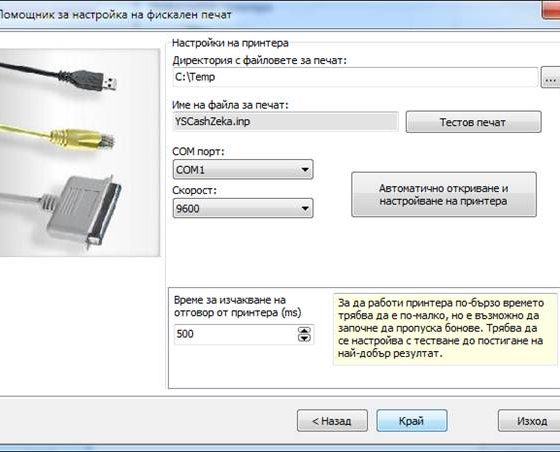 Помощник за настройка на фискален печат
Настройки на принтера
Директория с файловете за печат:
C:\Temp
...
Име на файла за печат:
YSCashZeka.inp
Тестов печат
COM порт:
COM1
Автоматично откриване и
настройване на принтера
Скорост:
9600
Време за изчакване на
отговор от принтера (ms)
500
За да работи принтера по-бързо времето
трябва да е по-малко, но е възможно да
започне да пропуска бонове. Трябва да
се настройва с тестване до постигане на
най-добър резултат.
< Назад
Край
Изход